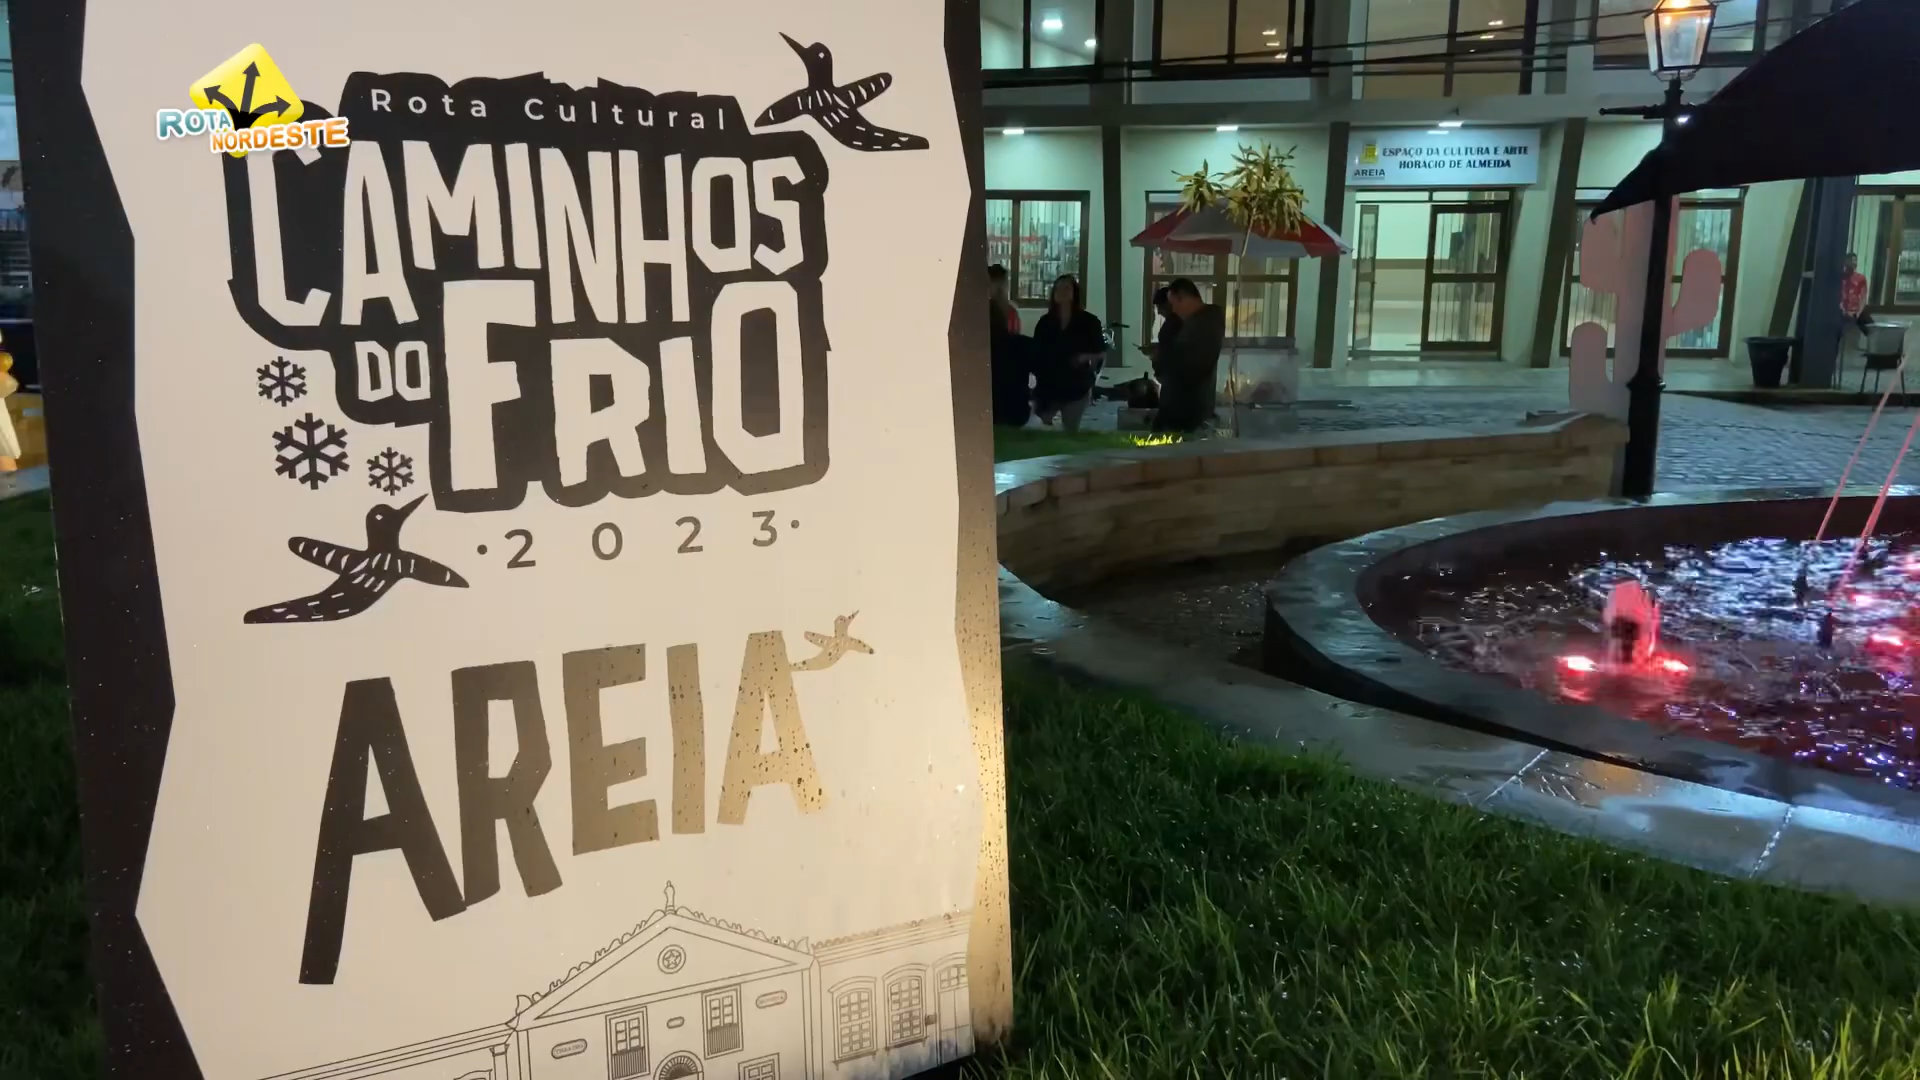 ROTA
NORDESTE
Rota Cultural
CAMINHOS
DO FRIO
·2023·
AREIA
ESPAÇO DA CULTURA E ARTE
HORÁCIO DE ALMEIDA
AREIA